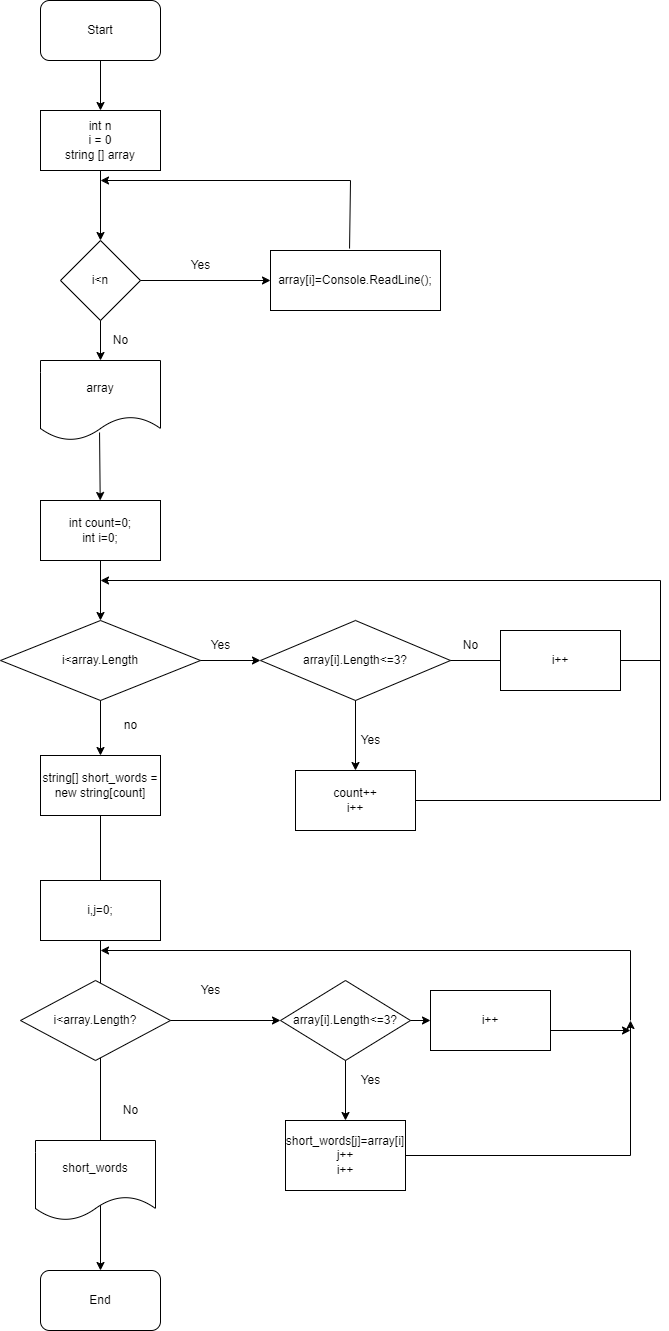 Start
int n
i = 0
string [] array
i<n
Yes
array[i]=Console.ReadLine();
No
array
int count=0;
int i=0;
i<array.Length
Yes
array[i].Length<=3?
No
i++
no
Yes
string[] short_words =
new string[count]
count++
i++
i,j=0;
i<array.Length?
Yes
array[i].Length<=3?
i++
No
Yes
short_words
short_words[j]=array[i]
j++
i++
End